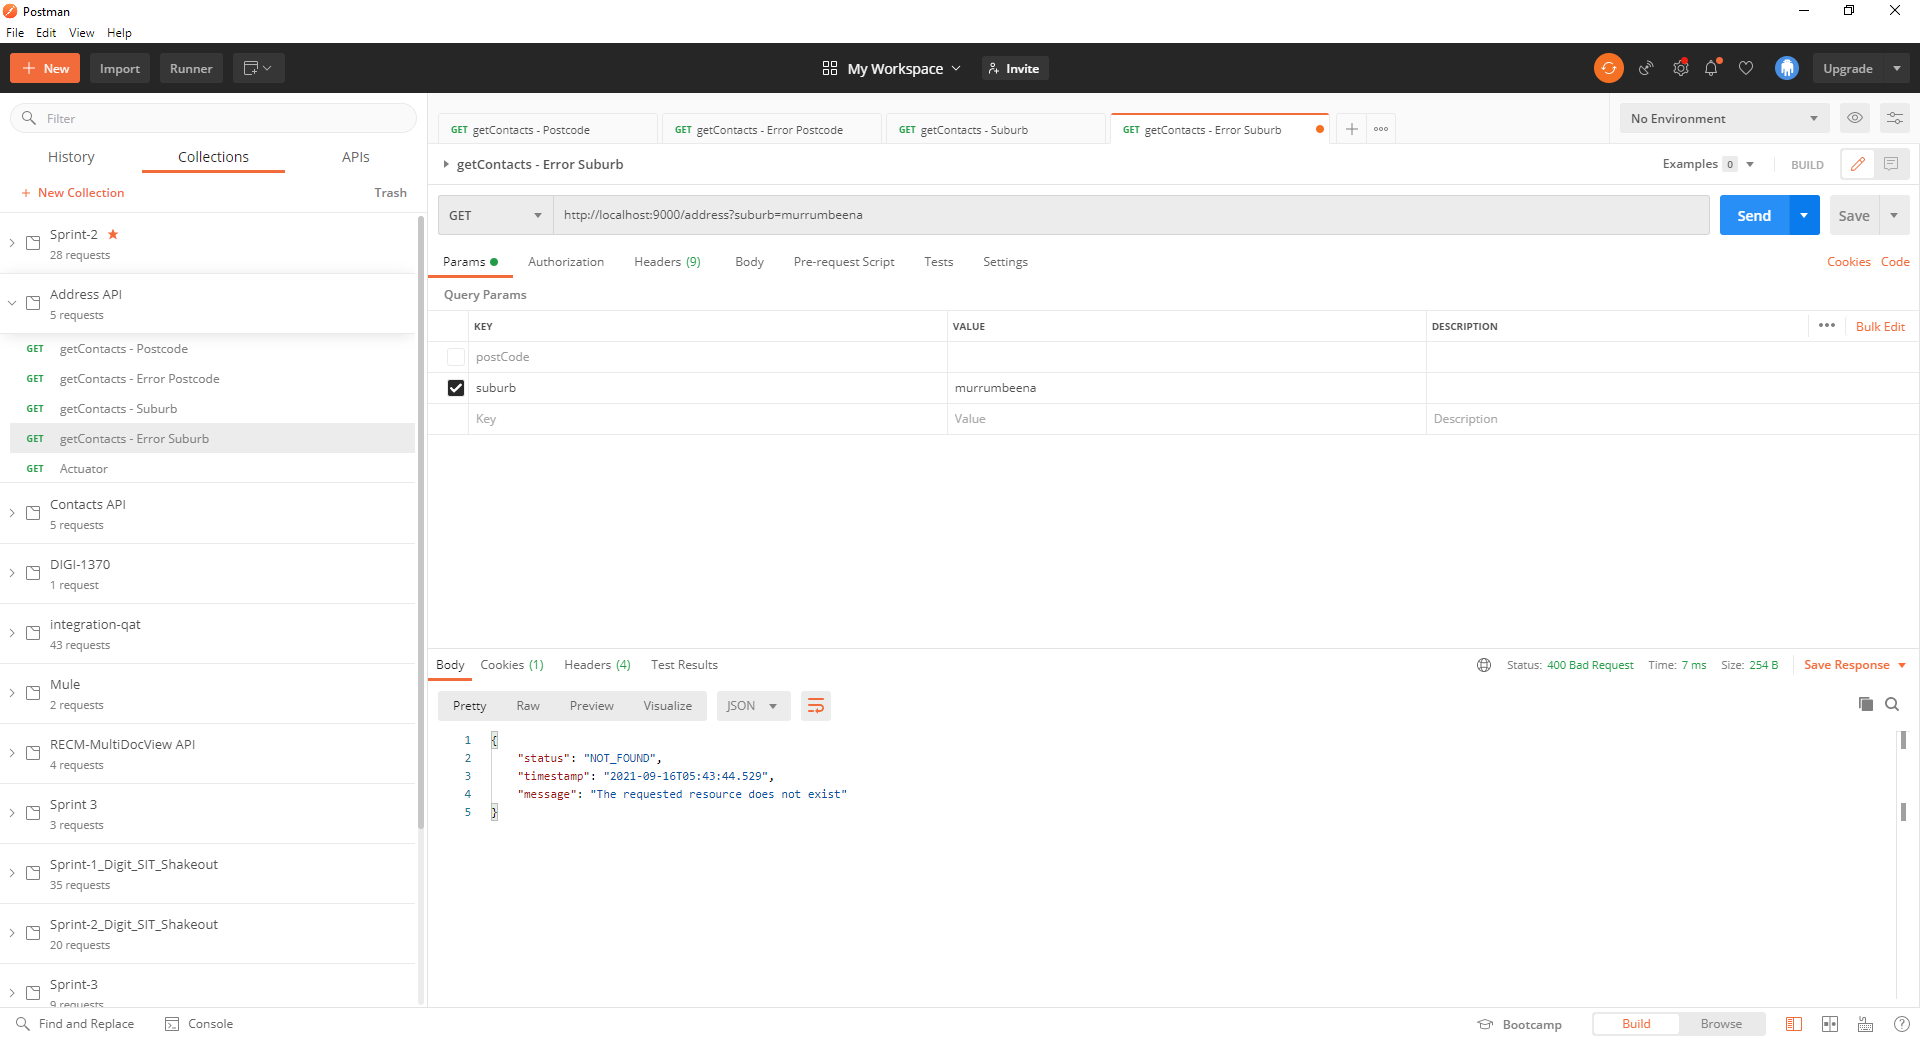 Postman
File Edit View Help
+ New Import Runner My Workspace Invite Upgrade
Filter
History Collections APIs
+ New Collection Trash
Sprint-2
28 requests
Address API
5 requests
GET getContacts - Postcode
GET getContacts - Error Postcode
GET getContacts - Suburb
GET getContacts - Error Suburb
GET Actuator
Contacts API
5 requests
DIGI-1370
1 request
integration-qat
43 requests
Mule
2 requests
RECM-MultiDocView API
4 requests
Sprint 3
3 requests
Sprint-1_Digit_SIT_Shakeout
35 requests
Sprint-2_Digit_SIT_Shakeout
20 requests
Sprint-3
9 requests
GET getContacts - Postcode GET getContacts - Error Postcode GET getContacts - Suburb GET getContacts - Error Suburb No Environment
getContacts - Error Suburb Examples 0 BUILD
GET http://localhost:9000/address?suburb=murrumbeena Send Save
Params Authorization Headers (9) Body Pre-request Script Tests Settings Cookies Code
Query Params
KEY VALUE DESCRIPTION ••• Bulk Edit
postCode
suburb murrumbeena
Key Value Description
Body Cookies (1) Headers (4) Test Results Status: 400 Bad Request Time: 7 ms Size: 254 B Save Response
Pretty Raw Preview Visualize JSON
1 {
2 "status": "NOT_FOUND",
3 "timestamp": "2021-09-16T05:43:44.529",
4 "message": "The requested resource does not exist"
5 }
Find and Replace Console Bootcamp Build Browse